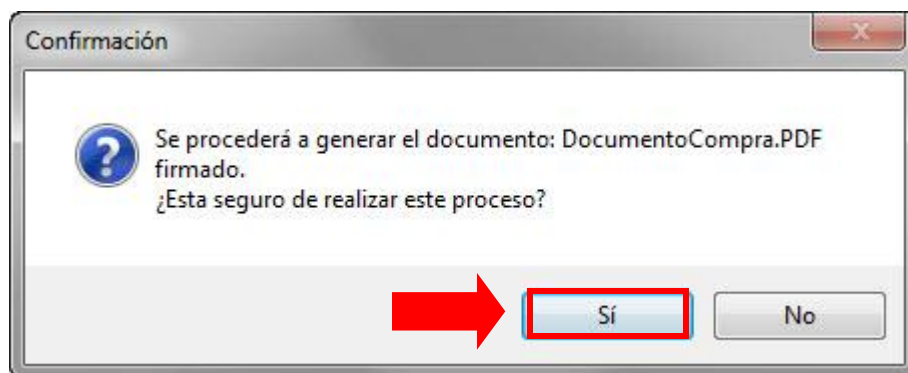 Confirmación
Se procederá a generar el documento: DocumentoCompra.PDF
firmado.
¿Esta seguro de realizar este proceso?
Sí
No